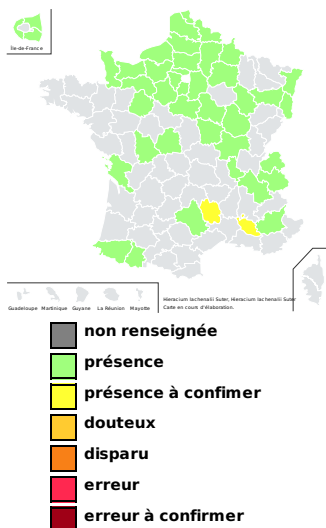 Île-de-France
Guadeloupe Martinique Guyane La Réunion Mayotte
Hieracium lachenalii Suter, Hieracium lachenalii Suter
Carte en cours d'élaboration.
non renseignée
présence
présence à confimer
douteux
disparu
erreur
erreur à confirmer